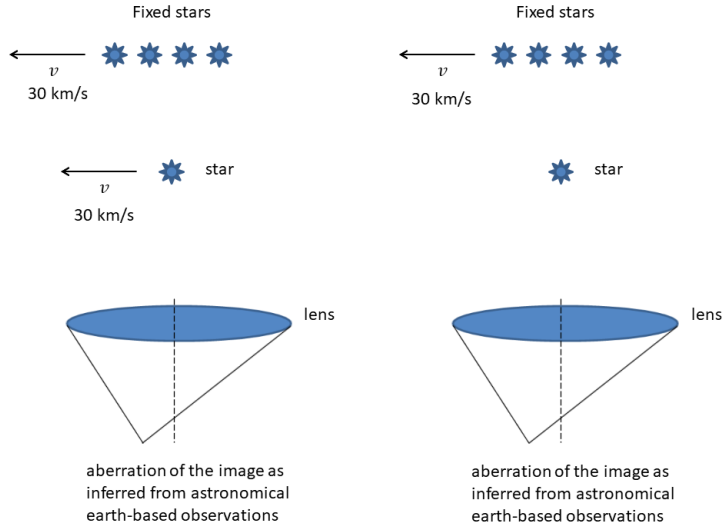 Fixed stars
v
30 km/s
star
v
30 km/s
lens
aberration of the image as
inferred from astronomical
earth-based observations
Fixed stars
v
30 km/s
star
lens
aberration of the image as
inferred from astronomical
earth-based observations